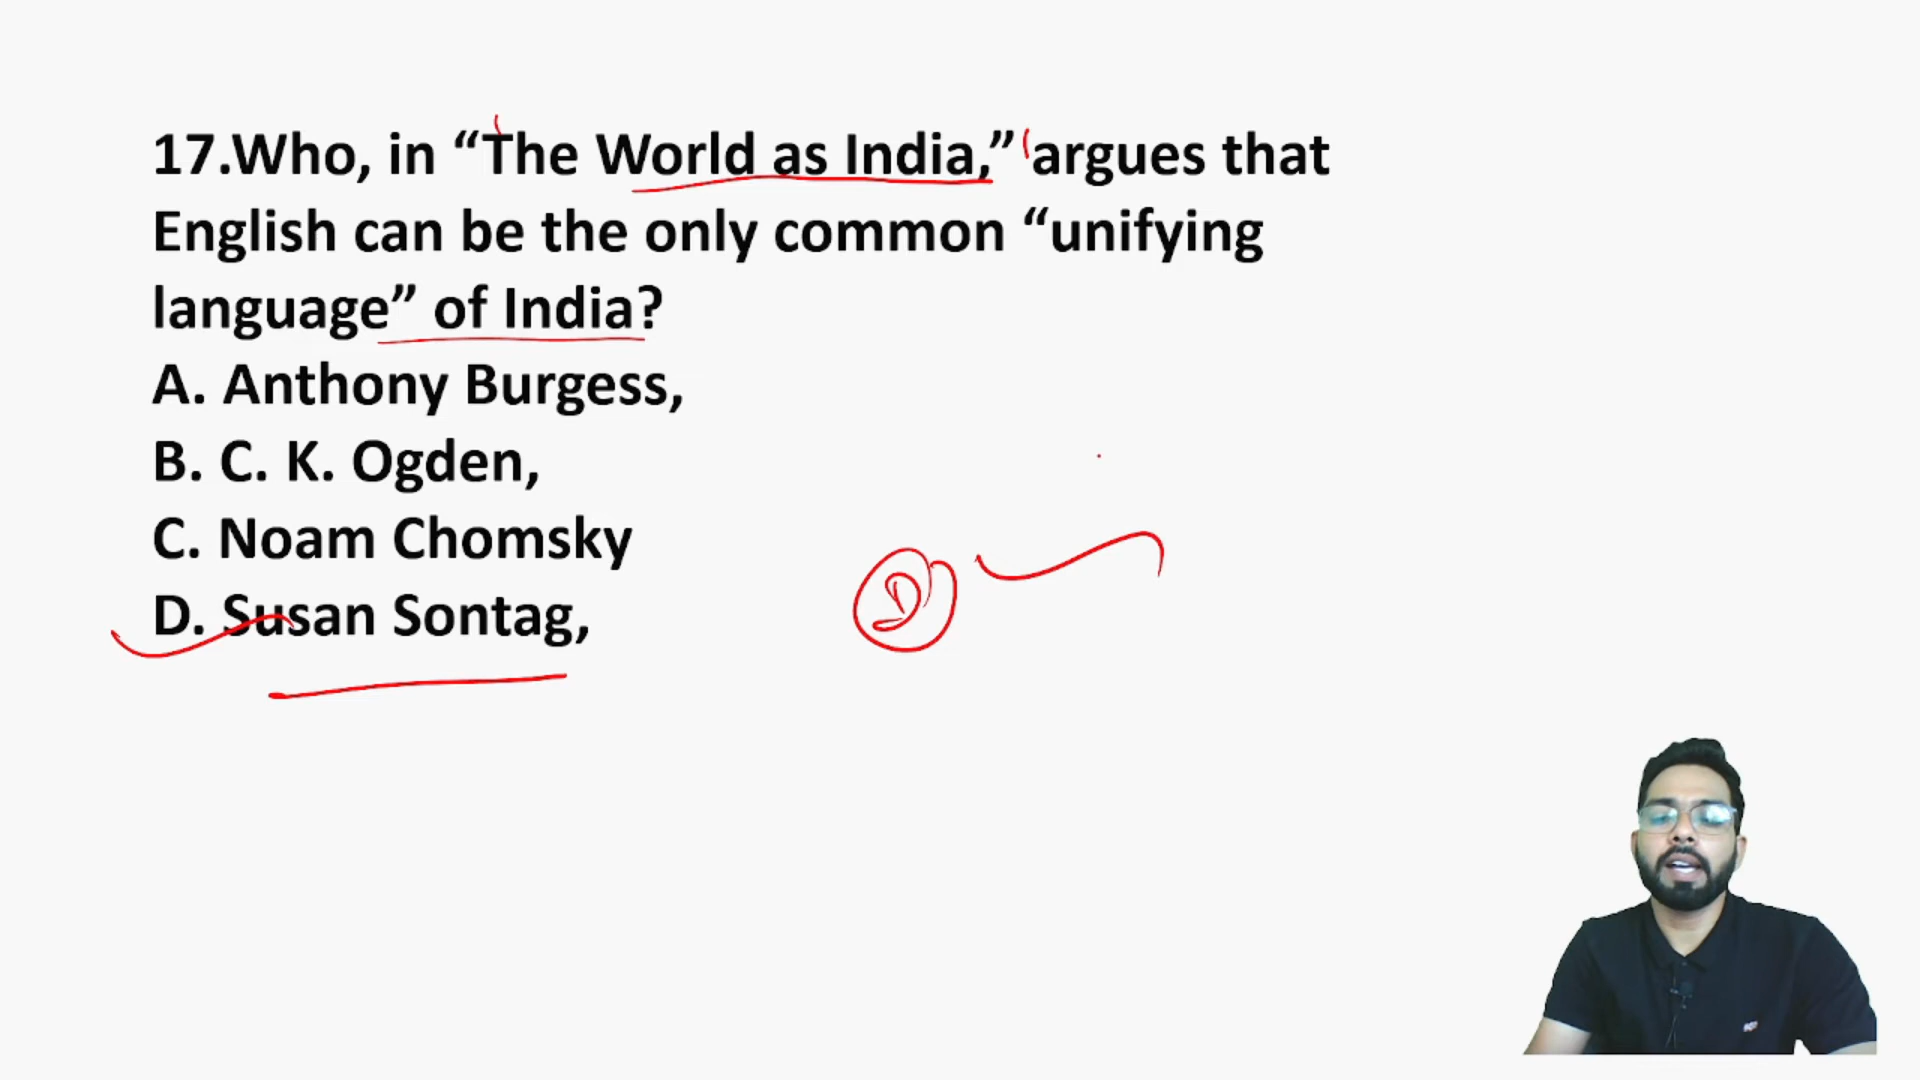 17.Who, in “The World as India,” argues that
English can be the only common “unifying
language” of India?
A. Anthony Burgess,
B. C. K. Ogden,
C. Noam Chomsky
D. Susan Sontag,
D